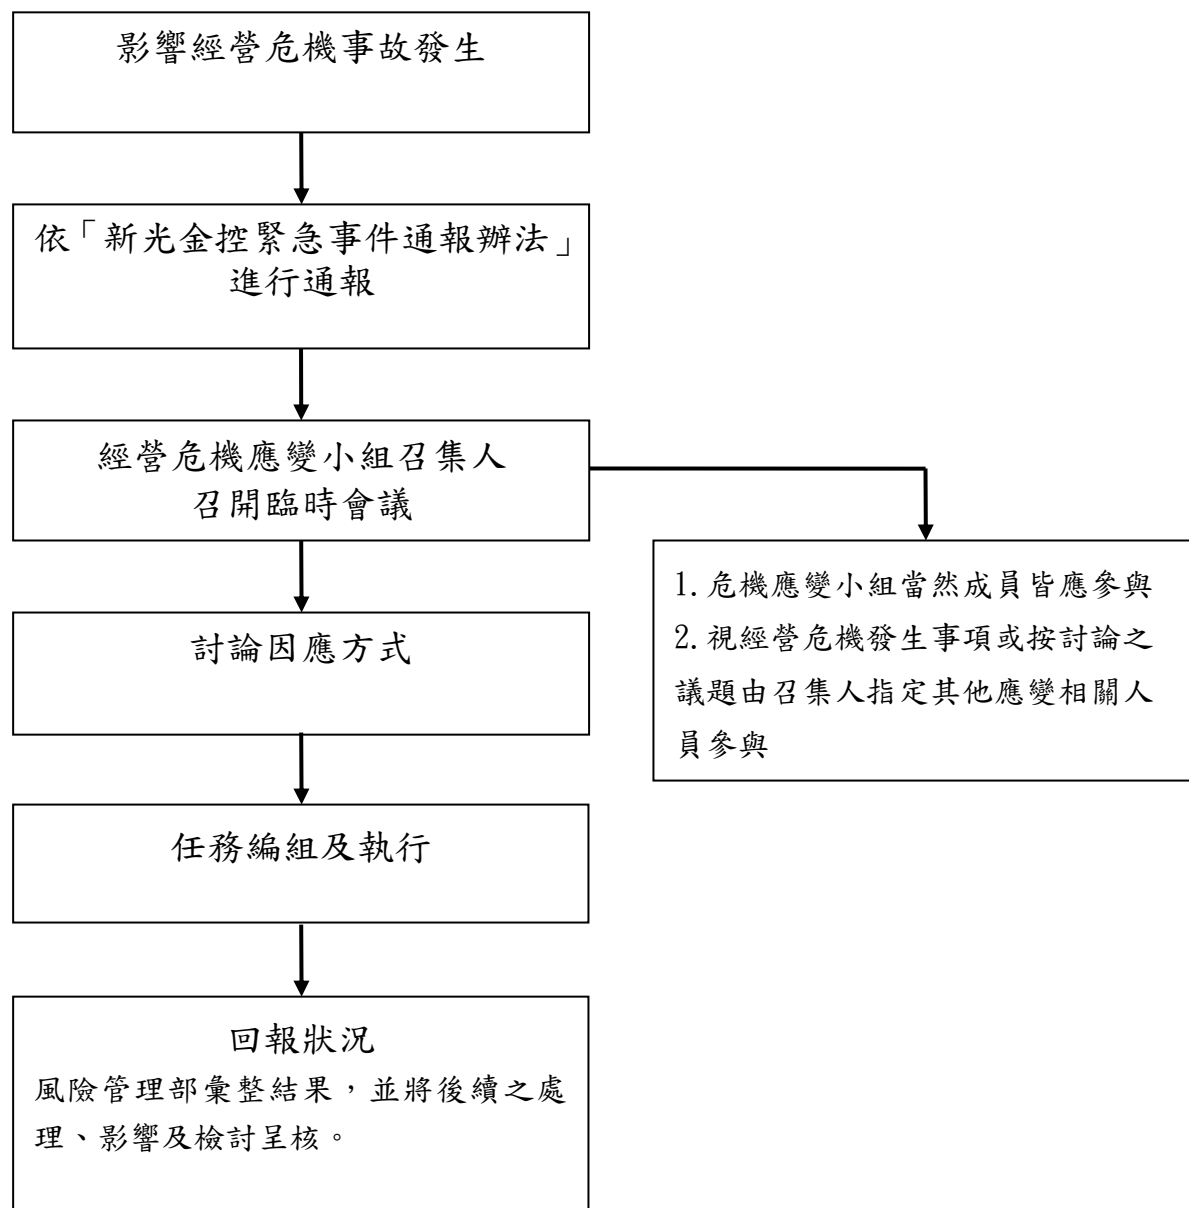 影響經營危機事故發生
依「新光金控緊急事件通報辦法」
進行通報
經營危機應變小組召集人
召開臨時會議
1.危機應變小組當然成員皆應參與
2.視經營危機發生事項或按討論之
議題由召集人指定其他應變相關人
員參與
討論因應方式
任務編組及執行
回報狀況
風險管理部彙整結果，並將後續之處
理、影響及檢討呈核。